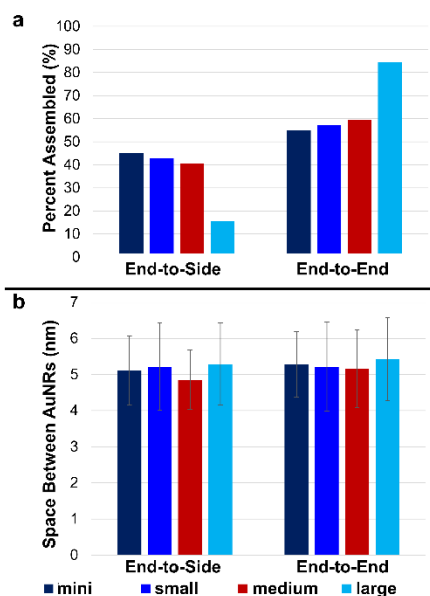 a
Percent Assembled (%)
100
90
80
70
60
50
40
30
20
10
0
End-to-Side End-to-End
b
Space Between AuNRs (nm)
7
6
5
4
3
2
1
0
End-to-Side End-to-End
mini small medium large